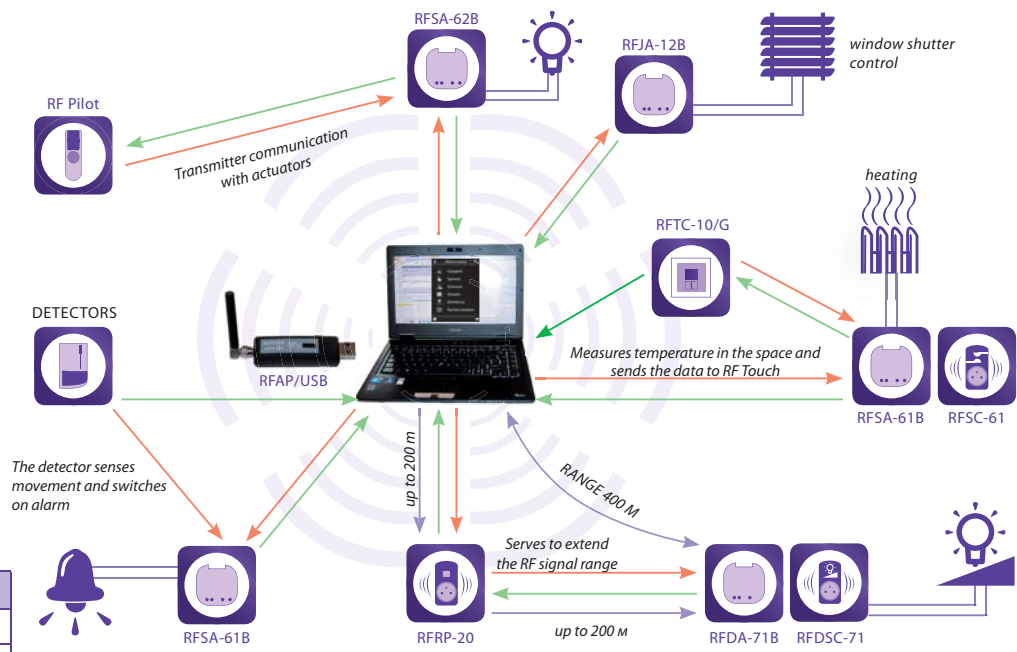 RFSA-62B
RFJA-12B
window shutter
control
RF Pilot
Transmitter communication
with actuators
heating
RFTC-10/G
DETECTORS
RFAP/USB
Measures temperature in the space and
sends the data to RF Touch
RFSA-61B
RFSC-61
The detector senses
movement and switches
on alarm
up to 200 m
RANGE 400 M
Serves to extend
the RF signal range
up to 200 м
RFSA-61B
RFRP-20
RFDA-71B
RFDSC-71